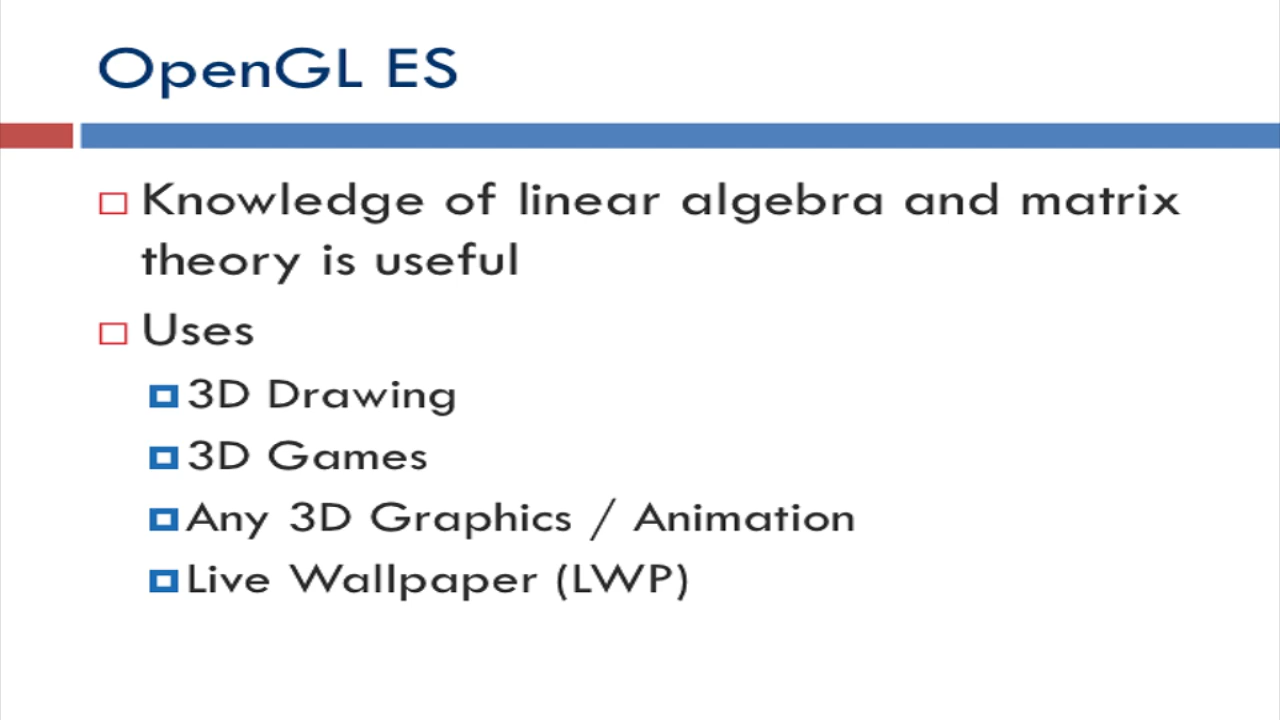 OpenGL ES
Knowledge of linear algebra and matrix
theory is useful
Uses
3D Drawing
3D Games
Any 3D Graphics / Animation
Live Wallpaper (LWP)